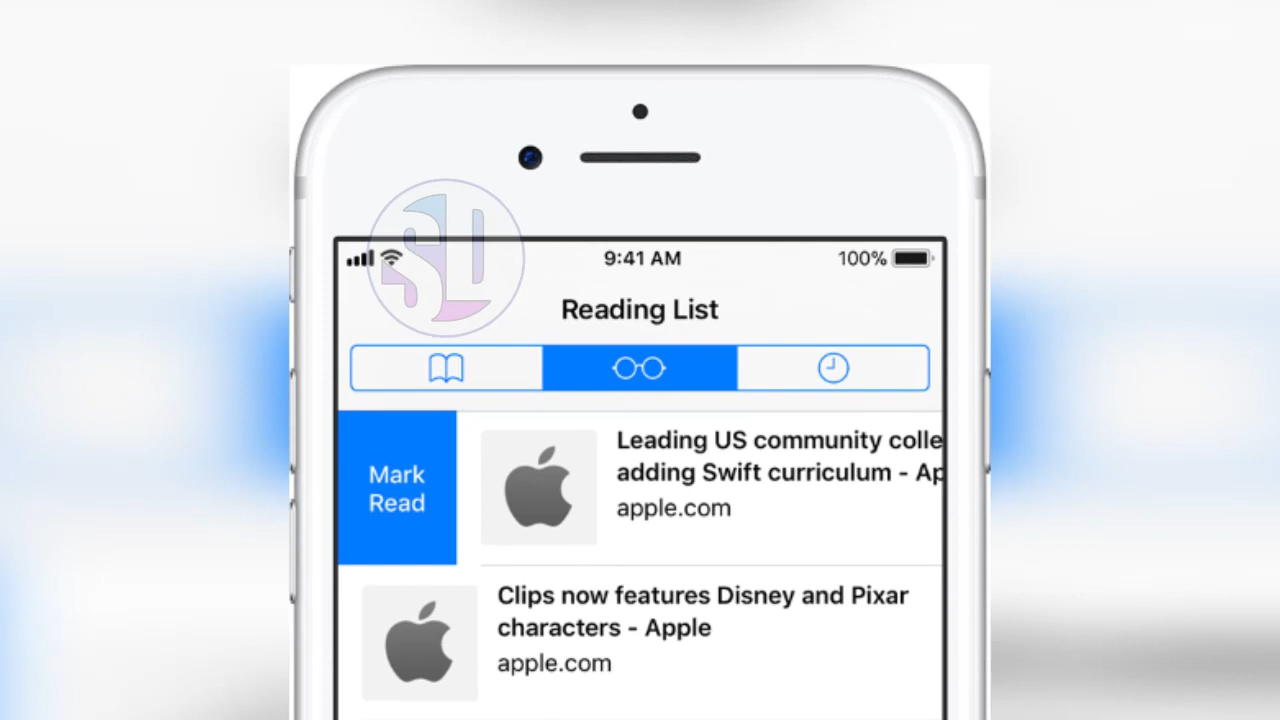 SU
9:41 AM
100%
Reading List
Mark
Read
Leading US community colle
adding Swift curriculum - Ap
apple.com
Clips now features Disney and Pixar
characters - Apple
apple.com